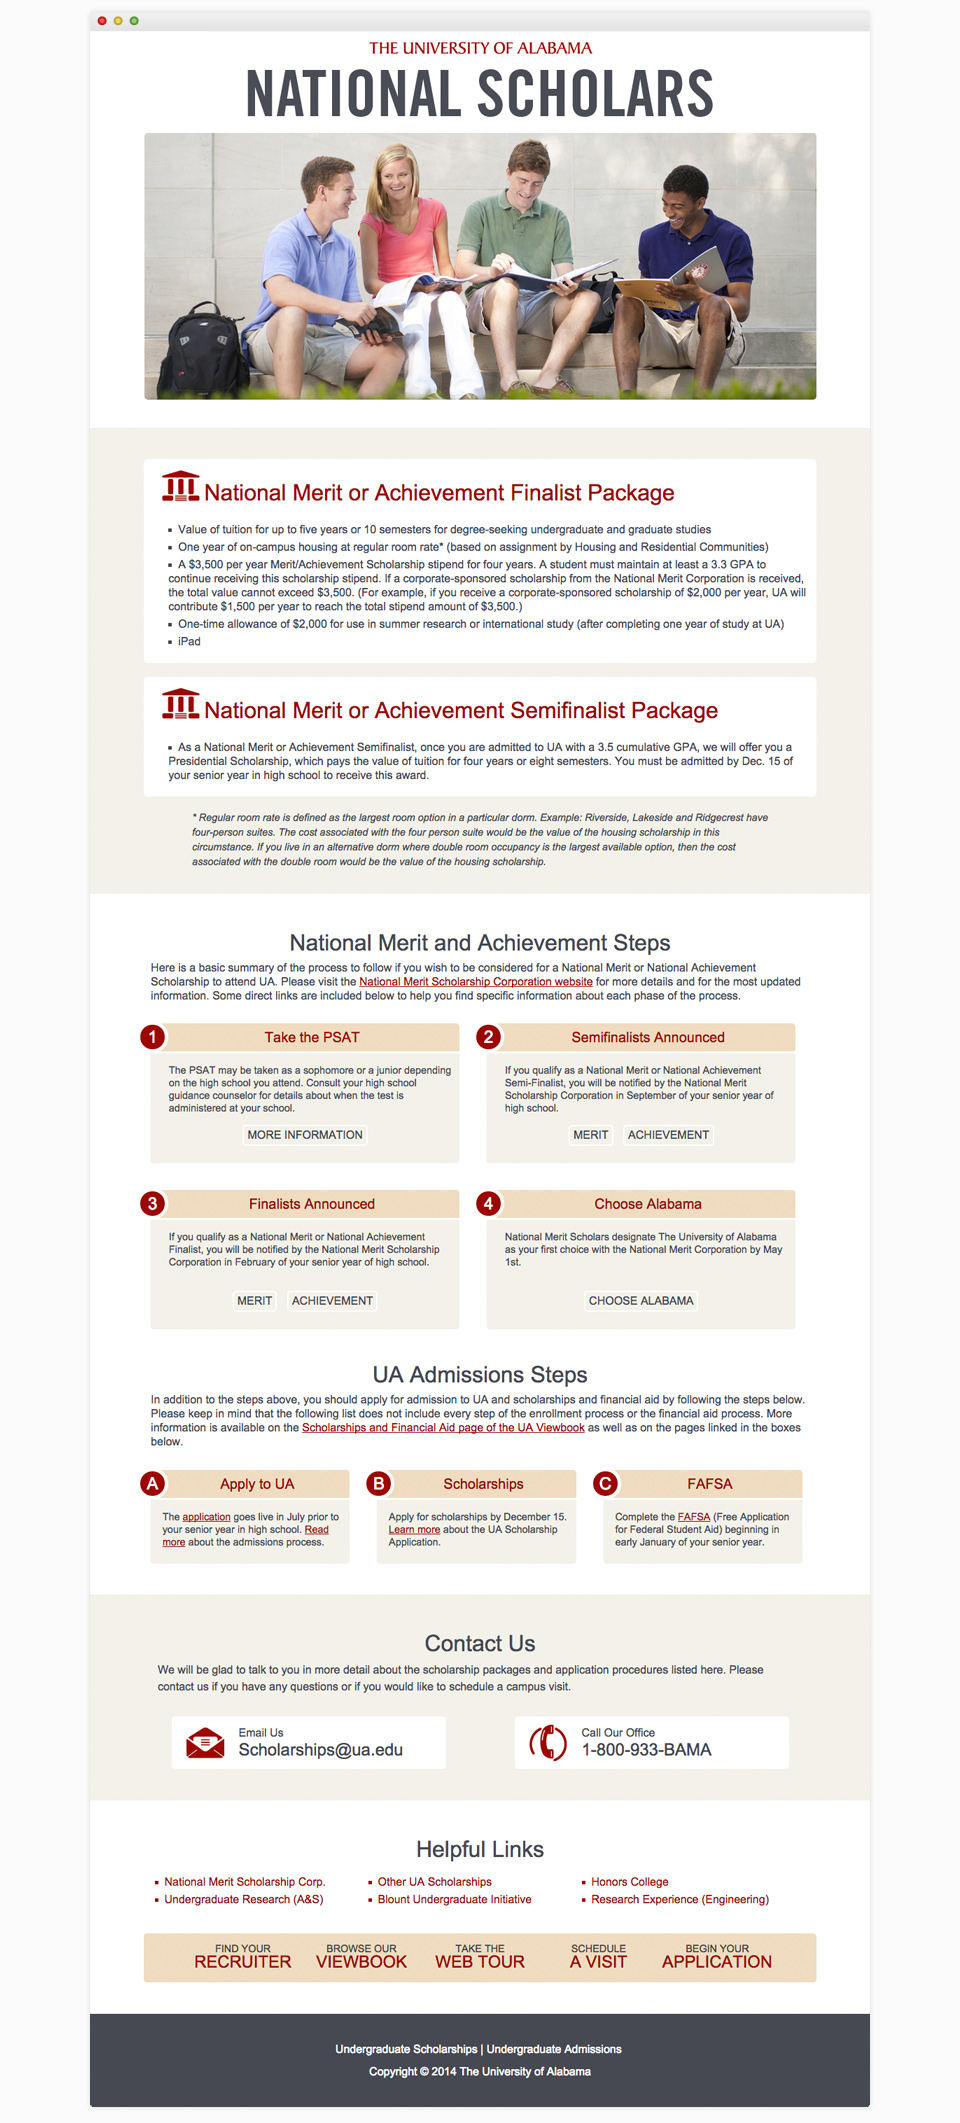 THE UNIVERSITY OF ALABAMA
NATIONAL SCHOLARS
National Merit or Achievement Finalist Package
Value of tuition for up to five years or 10 semesters for degree-seeking undergraduate and graduate studies
One year of on-campus housing at regular room rate* (based on assignment by Housing and Residential Communities)
A $3,500 per year Merit/Achievement Scholarship stipend for four years. A student must maintain at least a 3.3 GPA to
continue receiving this scholarship stipend. If a corporate-sponsored scholarship from the National Merit Corporation is received,
the total value cannot exceed $3,500. (For example, if you receive a corporate-sponsored scholarship of $2,000 per year, UA will
contribute $1,500 per year to reach the total stipend amount of $3,500.)
One-time allowance of $2,000 for use in summer research or international study (after completing one year of study at UA)
iPad
National Merit or Achievement Semifinalist Package
As a National Merit or Achievement Semifinalist, once you are admitted to UA with a 3.5 cumulative GPA, we will offer you a
Presidential Scholarship, which pays the value of tuition for four years or eight semesters. You must be admitted by Dec. 15 of
your senior year in high school to receive this award.
* Regular room rate is defined as the largest room option in a particular dorm. Example: Riverside, Lakeside and Ridgecrest have
four-person suites. The cost associated with the four person suite would be the value of the housing scholarship in this
circumstance. If you live in an alternative dorm where double room occupancy is the largest available option, then the cost
associated with the double room would be the value of the housing scholarship.
National Merit and Achievement Steps
Here is a basic summary of the process to follow if you wish to be considered for a National Merit or National Achievement
Scholarship to attend UA. Please visit the National Merit Scholarship Corporation website for more details and for the most updated
information. Some direct links are included below to help you find specific information about each phase of the process.
1 Take the PSAT
The PSAT may be taken as a sophomore or a junior depending
on the high school you attend. Consult your high school
guidance counselor for details about when the test is
administered at your school.
MORE INFORMATION
2 Semifinalists Announced
If you qualify as a National Merit or National Achievement
Semi-Finalist, you will be notified by the National Merit
Scholarship Corporation in September of your senior year of
high school.
MERIT ACHIEVEMENT
3 Finalists Announced
If you qualify as a National Merit or National Achievement
Finalist, you will be notified by the National Merit Scholarship
Corporation in February of your senior year of high school.
MERIT ACHIEVEMENT
4 Choose Alabama
National Merit Scholars designate The University of Alabama
as your first choice with the National Merit Corporation by May
1st.
CHOOSE ALABAMA
UA Admissions Steps
In addition to the steps above, you should apply for admission to UA and scholarships and financial aid by following the steps below.
Please keep in mind that the following list does not include every step of the enrollment process or the financial aid process. More
information is available on the Scholarships and Financial Aid page of the UA Viewbook as well as on the pages linked in the boxes
below.
A Apply to UA
The application goes live in July prior to
your senior year in high school. Read
more about the admissions process.
B Scholarships
Apply for scholarships by December 15.
Learn more about the UA Scholarship
Application.
C FAFSA
Complete the FAFSA (Free Application
for Federal Student Aid) beginning in
early January of your senior year.
Contact Us
We will be glad to talk to you in more detail about the scholarship packages and application procedures listed here. Please
contact us if you have any questions or if you would like to schedule a campus visit.
Email Us
Scholarships@ua.edu
Call Our Office
1-800-933-BAMA
Helpful Links
National Merit Scholarship Corp.
Undergraduate Research (A&S)
Other UA Scholarships
Blount Undergraduate Initiative
Honors College
Research Experience (Engineering)
FIND YOUR
RECRUITER
BROWSE OUR
VIEWBOOK
TAKE THE
WEB TOUR
SCHEDULE
A VISIT
BEGIN YOUR
APPLICATION
Undergraduate Scholarships | Undergraduate Admissions
Copyright © 2014 The University of Alabama